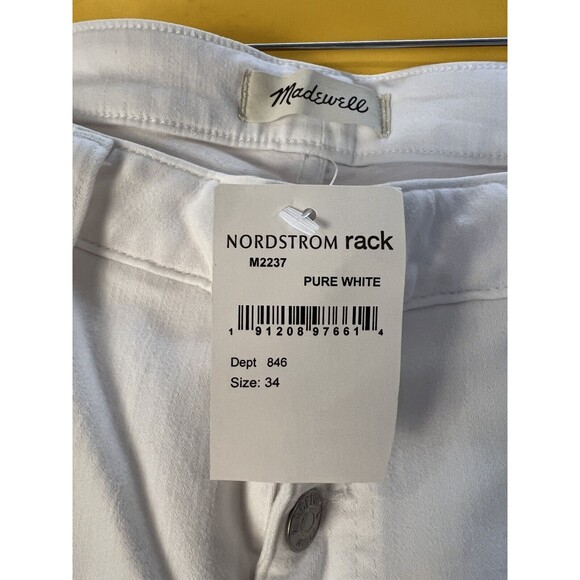 Madewell
NORDSTROM rack
M2237
PURE WHITE
1 91208 97661 4
Dept 846
Size: 34